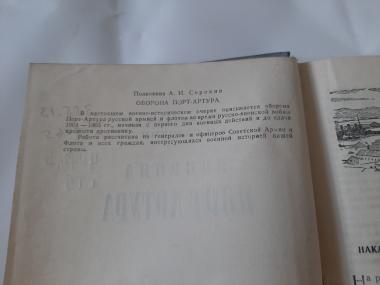 Полковник А. И. Сорокин
ОБОРОНА ПОРТ-АРТУРА
В настоящем военно-историческом очерке описывается оборона
Порт-Артура русской армией и флотом во время русско-японской войны
1904—1905 гг., начиная с первого дня военных действий и до сдачи
крепости противнику.
Работа рассчитана на генералов и офицеров Советской Армии и
Флота и всех граждан, интересующихся военной историей нашей
страны.
НАКА
На р